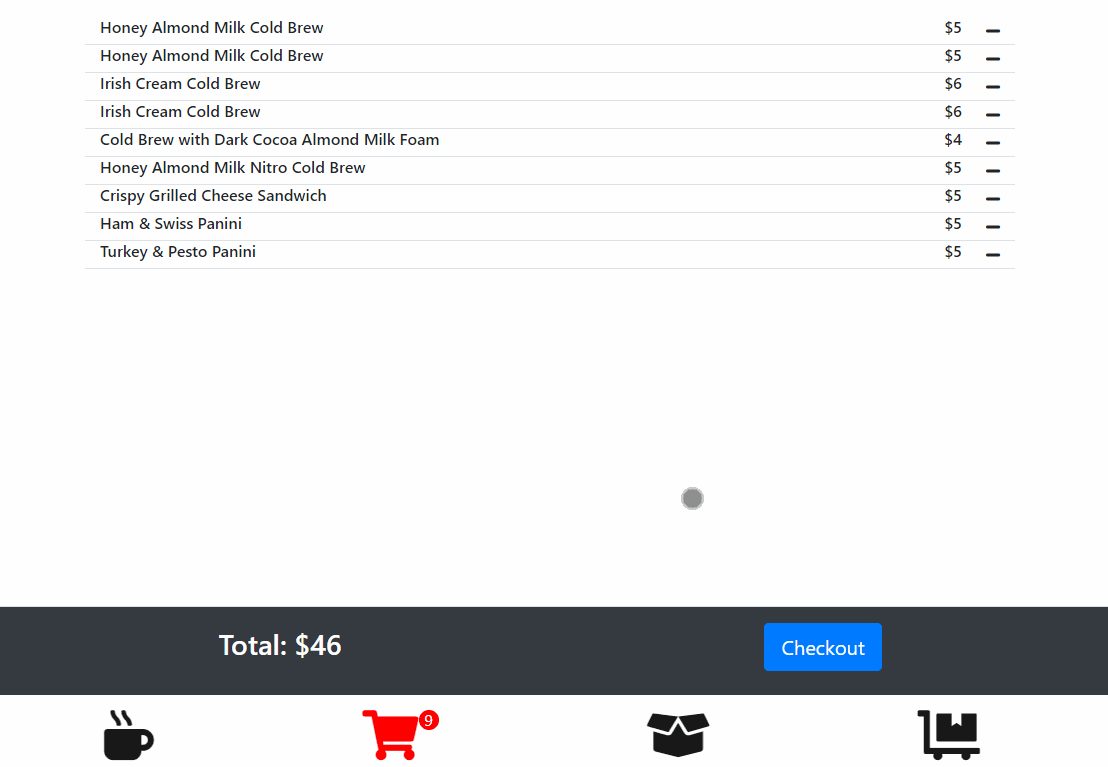 Honey Almond Milk Cold Brew $5
Honey Almond Milk Cold Brew $5
Irish Cream Cold Brew $6
Irish Cream Cold Brew $6
Cold Brew with Dark Cocoa Almond Milk Foam $4
Honey Almond Milk Nitro Cold Brew $5
Crispy Grilled Cheese Sandwich $5
Ham & Swiss Panini $5
Turkey & Pesto Panini $5
Total: $46 Checkout
9